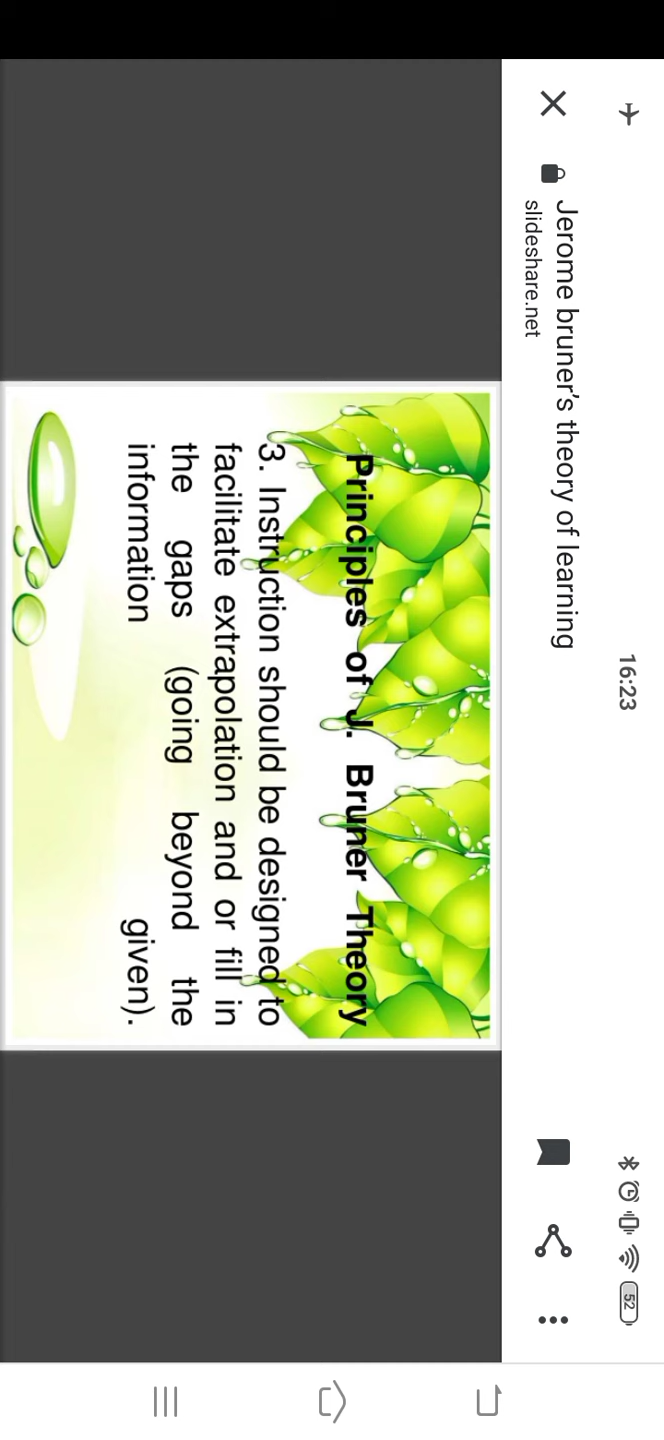 16:23
52
Jerome bruner's theory of learning
slideshare.net
Principles of J. Bruner Theory
3. Instruction should be designed to
facilitate extrapolation and or fill in
the gaps (going beyond the
information given).